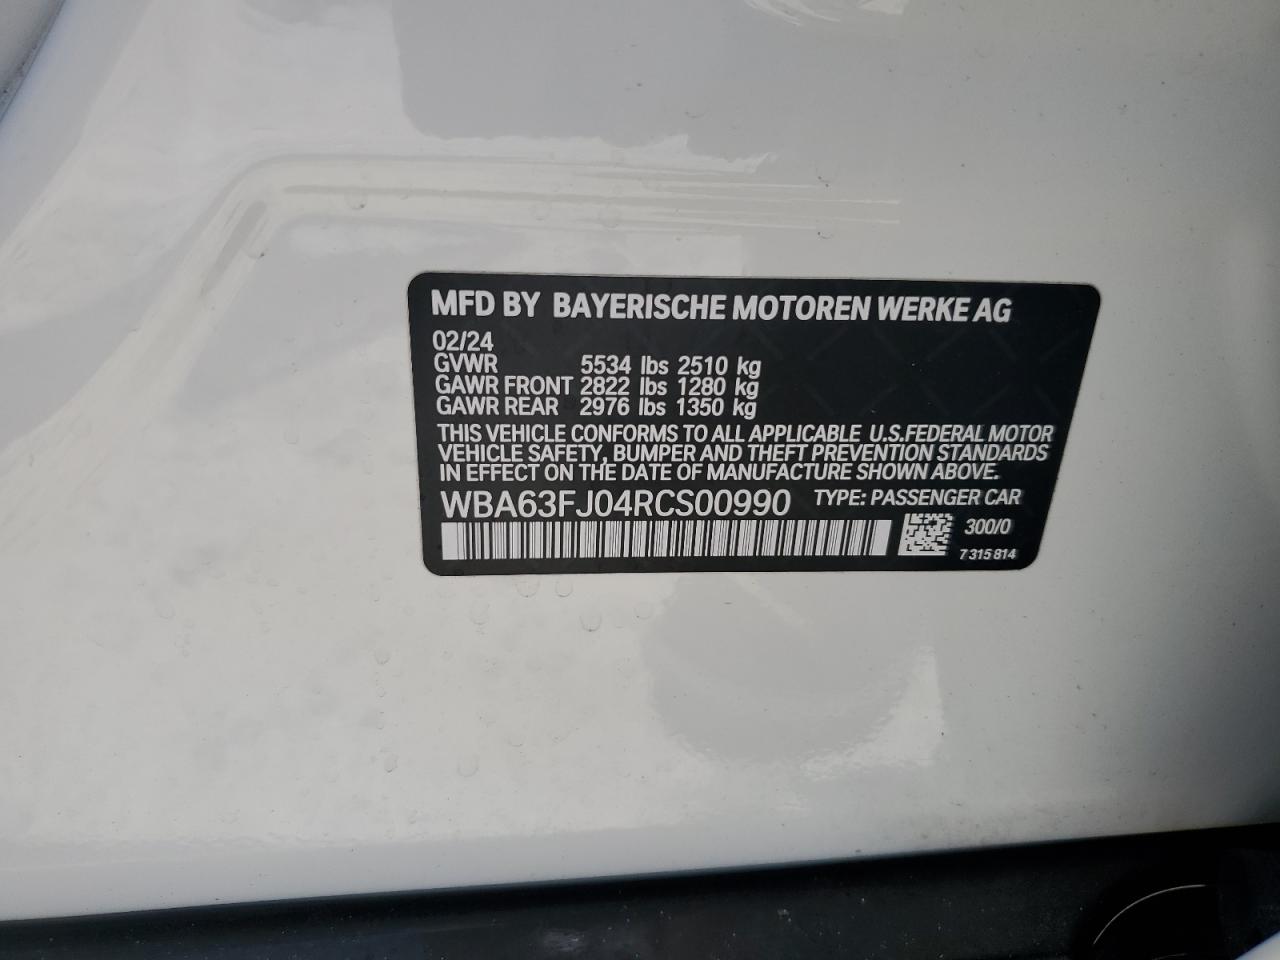 MFD BY BAYERISCHE MOTOREN WERKE AG
02/24
GVWR 5534 lbs 2510 kg
GAWR FRONT 2822 lbs 1280 kg
GAWR REAR 2976 lbs 1350 kg
THIS VEHICLE CONFORMS TO ALL APPLICABLE U.S.FEDERAL MOTOR
VEHICLE SAFETY, BUMPER AND THEFT PREVENTION STANDARDS
IN EFFECT ON THE DATE OF MANUFACTURE SHOWN ABOVE.
WBA63FJ04RCS00990 TYPE: PASSENGER CAR
300/0
7 315 814